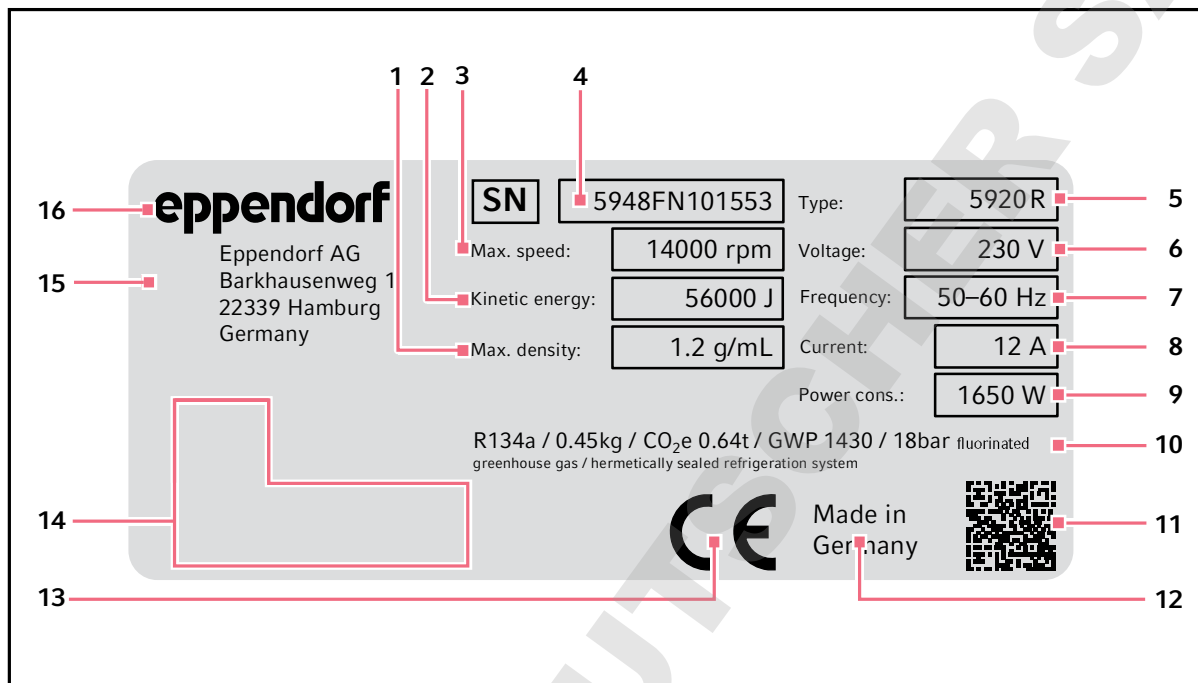 1 2 3 4
16 eppendorf SN 5948FN101553 Type: 5920 R 5
15 Eppendorf AG
Barkhausenweg 1
22339 Hamburg
Germany
3 Max. speed: 14000 rpm Voltage: 230 V 6
Kinetic energy: 56000 J Frequency: 50–60 Hz 7
Max. density: 1.2 g/mL Current: 12 A 8
Power cons.: 1650 W 9
R134a / 0.45kg / CO₂e 0.64t / GWP 1430 / 18bar fluorinated 10
greenhouse gas / hermetically sealed refrigeration system
14 CE Made in
Germany 11
13 12
UTSCHER S